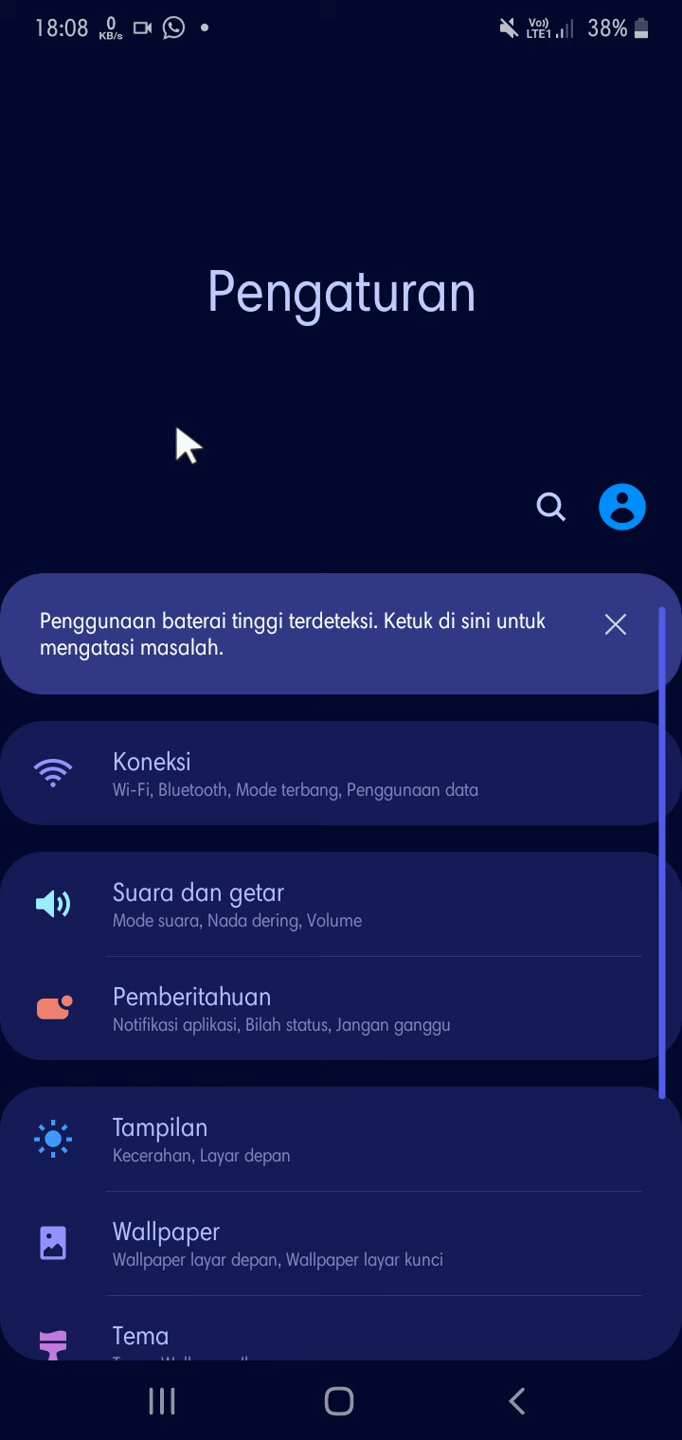 18:08 0 KB/s Vo)) LTE1 38%
Pengaturan
Penggunaan baterai tinggi terdeteksi. Ketuk di sini untuk
mengatasi masalah.
Koneksi
Wi-Fi, Bluetooth, Mode terbang, Penggunaan data
Suara dan getar
Mode suara, Nada dering, Volume
Pemberitahuan
Notifikasi aplikasi, Bilah status, Jangan ganggu
Tampilan
Kecerahan, Layar depan
Wallpaper
Wallpaper layar depan, Wallpaper layar kunci
Tema